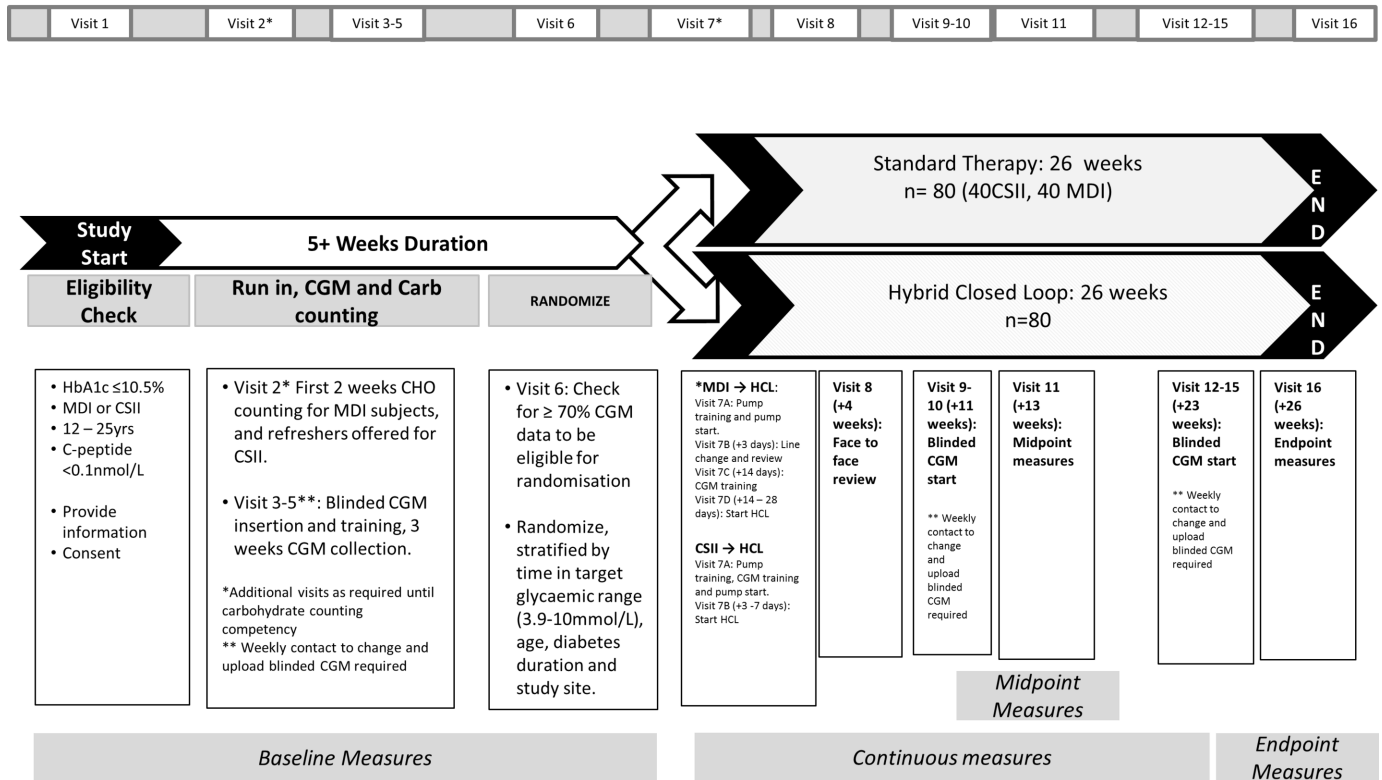 Visit 1
Visit 2*
Visit 3-5
Visit 6
Visit 7*
Visit 8
Visit 9-10
Visit 11
Visit 12-15
Visit 16
Standard Therapy: 26 weeks
n= 80 (40CSII, 40 MDI)
E
N
D
Study
Start
5+ Weeks Duration
Hybrid Closed Loop: 26 weeks
n=80
E
N
D
Eligibility
Check
Run in, CGM and Carb
counting
RANDOMIZE
• HbA1c ≤10.5%
• MDI or CSII
• 12 – 25yrs
• C-peptide
<0.1nmol/L
• Provide
information
• Consent
• Visit 2* First 2 weeks CHO
counting for MDI subjects,
and refreshers offered for
CSII.
• Visit 3-5**: Blinded CGM
insertion and training, 3
weeks CGM collection.
*Additional visits as required until
carbohydrate counting
competency
** Weekly contact to change and
upload blinded CGM required
• Visit 6: Check
for ≥ 70% CGM
data to be
eligible for
randomisation
• Randomize,
stratified by
time in target
glycaemic range
(3.9-10mmol/L),
age, diabetes
duration and
study site.
*MDI → HCL:
Visit 7A: Pump
training and pump
start.
Visit 7B (+3 days): Line
change and review
Visit 7C (+14 days):
CGM training
Visit 7D (+14 – 28
days): Start HCL
CSII → HCL
Visit 7A: Pump
training, CGM training
and pump start.
Visit 7B (+3 -7 days):
Start HCL
Visit 8
(+4
weeks):
Face to
face
review
Visit 9-
10 (+11
weeks):
Blinded
CGM
start
** Weekly
contact to
change
and
upload
blinded
CGM
required
Visit 11
(+13
weeks):
Midpoint
measures
Visit 12-15
(+23
weeks):
Blinded
CGM start
** Weekly
contact to
change and
upload
blinded CGM
required
Visit 16
(+26
weeks):
Endpoint
measures
Midpoint
Measures
Baseline Measures
Continuous measures
Endpoint
Measures